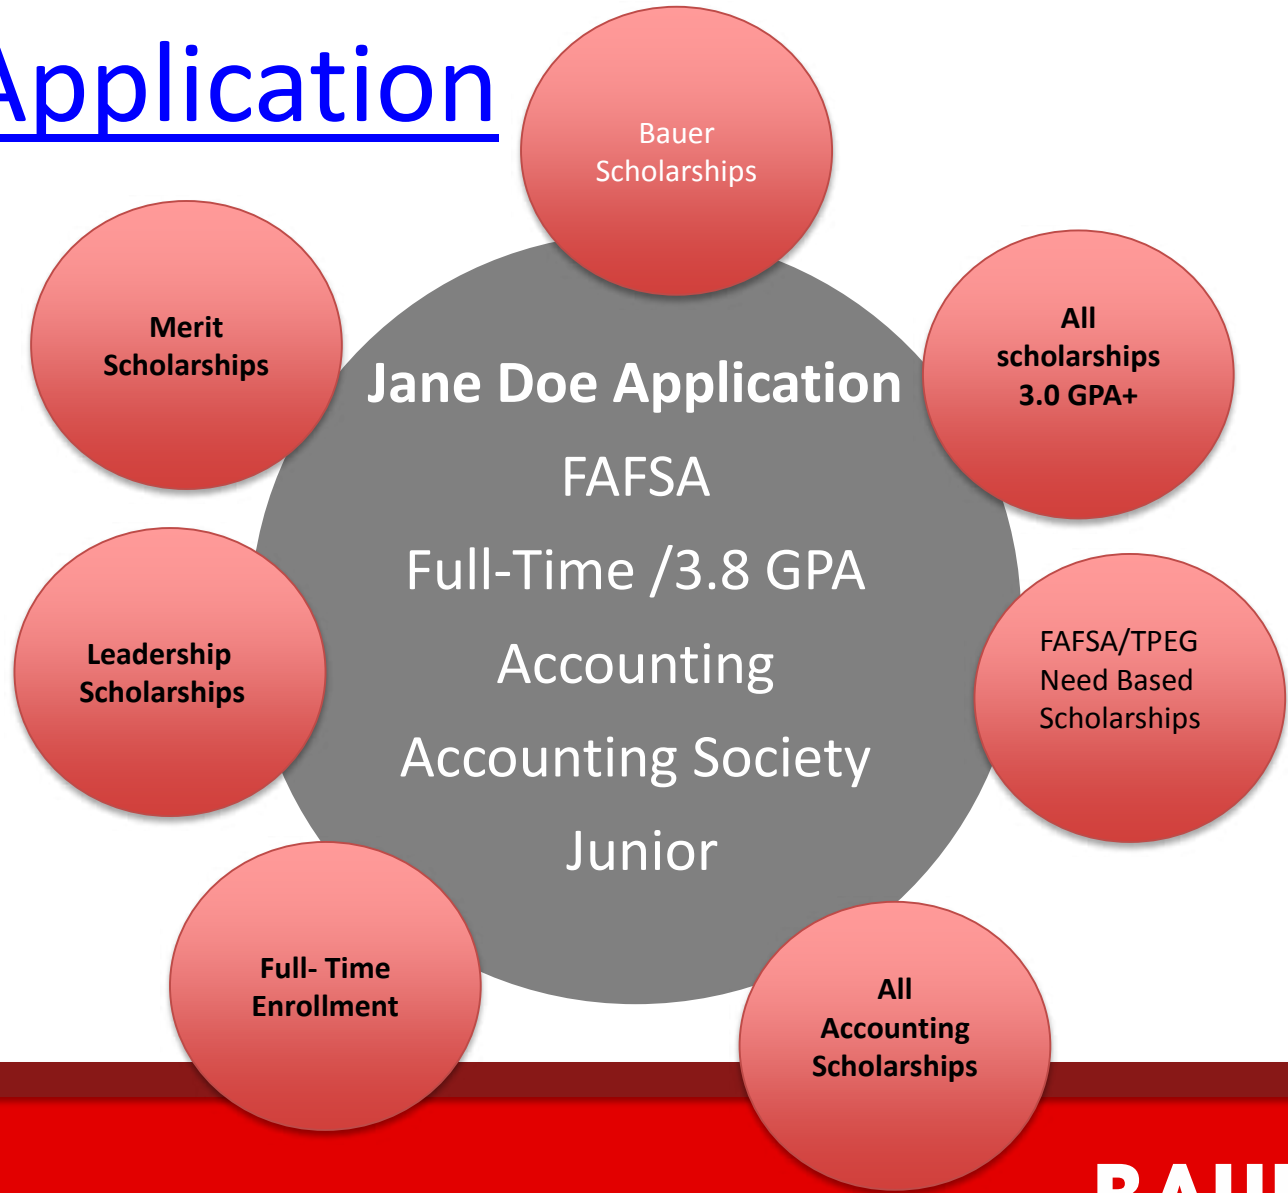 Application
Bauer
Scholarships
All
scholarships
3.0 GPA+
FAFSA/TPEG
Need Based
Scholarships
All
Accounting
Scholarships
Full- Time
Enrollment
Leadership
Scholarships
Merit
Scholarships
Jane Doe Application
FAFSA
Full-Time /3.8 GPA
Accounting
Accounting Society
Junior